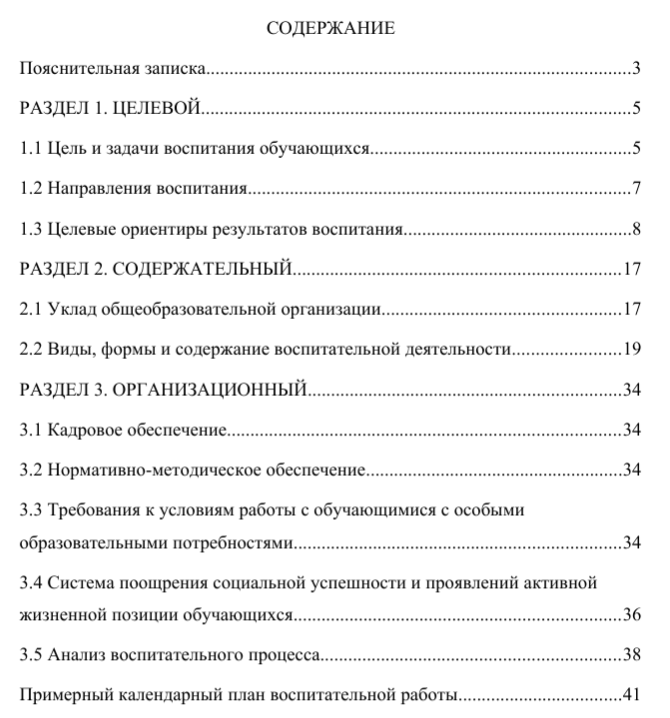 СОДЕРЖАНИЕ
Пояснительная записка..........................................................................................3
РАЗДЕЛ 1. ЦЕЛЕВОЙ...........................................................................................5
1.1 Цель и задачи воспитания обучающихся........................................................5
1.2 Направления воспитания.................................................................................7
1.3 Целевые ориентиры результатов воспитания.................................................8
РАЗДЕЛ 2. СОДЕРЖАТЕЛЬНЫЙ......................................................................17
2.1 Уклад общеобразовательной организации...................................................17
2.2 Виды, формы и содержание воспитательной деятельности........................19
РАЗДЕЛ 3. ОРГАНИЗАЦИОННЫЙ...................................................................34
3.1 Кадровое обеспечение....................................................................................34
3.2 Нормативно-методическое обеспечение.......................................................34
3.3 Требования к условиям работы с обучающимися с особыми
образовательными потребностями......................................................................34
3.4 Система поощрения социальной успешности и проявлений активной
жизненной позиции обучающихся......................................................................36
3.5 Анализ воспитательного процесса................................................................38
Примерный календарный план воспитательной работы...................................41